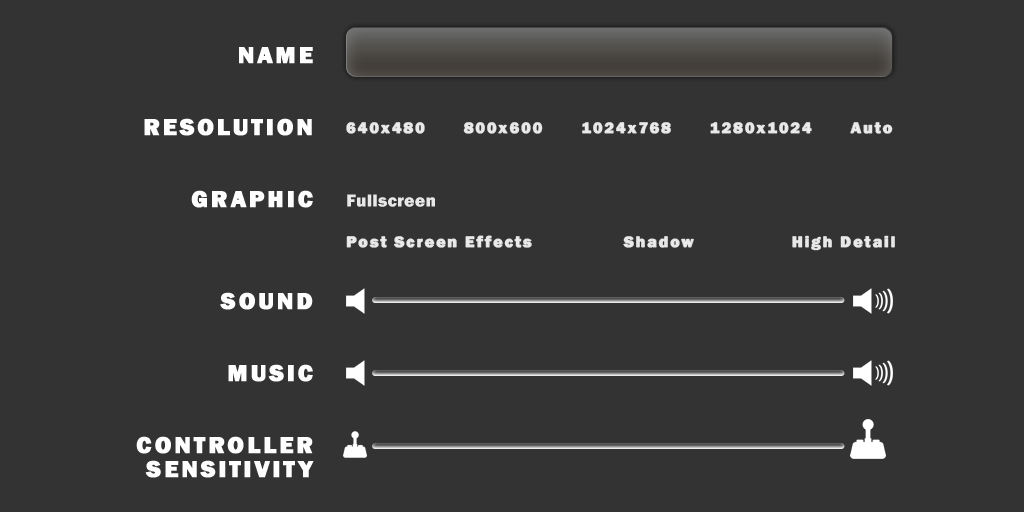 NAME
RESOLUTION 640x480 800x600 1024x768 1280x1024 Auto
GRAPHIC Fullscreen
Post Screen Effects Shadow High Detail
SOUND
MUSIC
CONTROLLER
SENSITIVITY